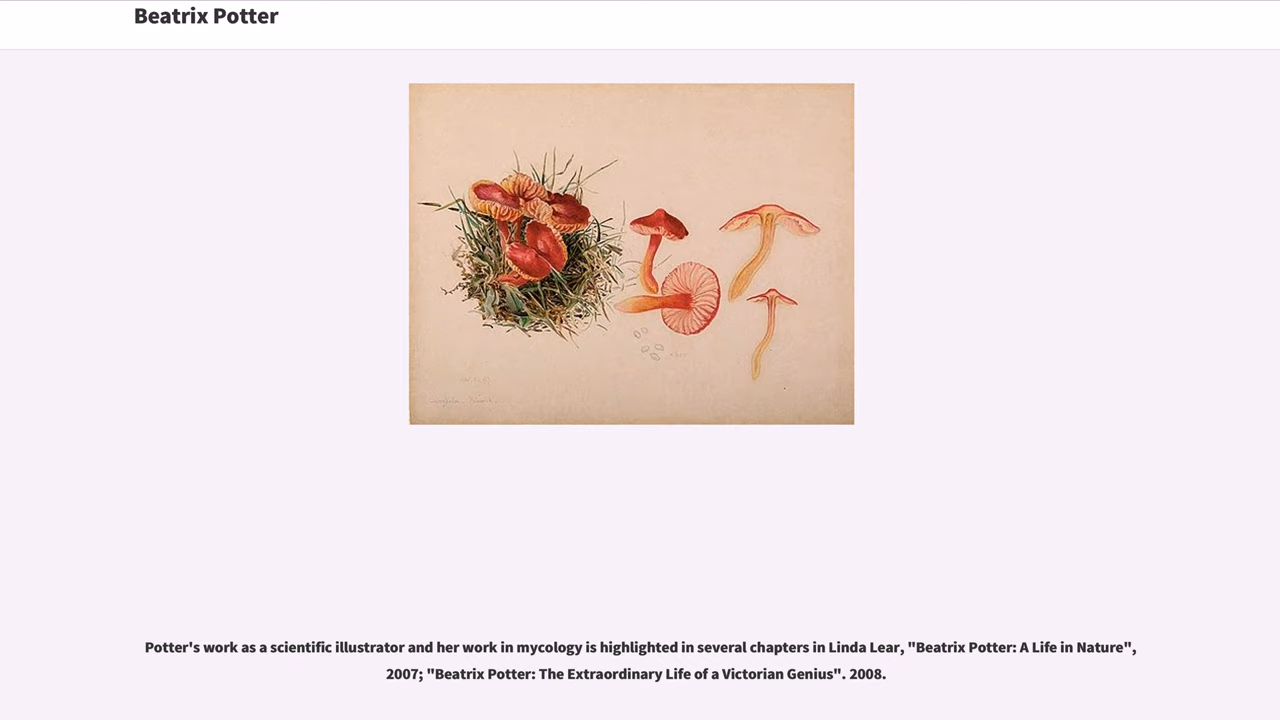 Beatrix Potter
Potter's work as a scientific illustrator and her work in mycology is highlighted in several chapters in Linda Lear, "Beatrix Potter: A Life in Nature",
2007; "Beatrix Potter: The Extraordinary Life of a Victorian Genius". 2008.